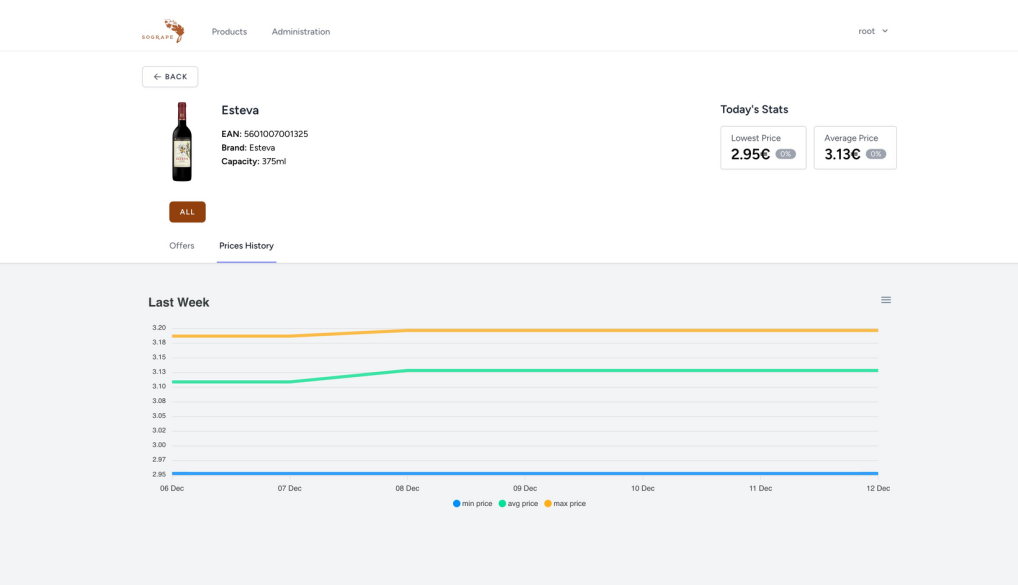 SOGRAPE
Products
Administration
root
← BACK
Esteva
EAN: 5601007001325
Brand: Esteva
Capacity: 375ml
Today's Stats
Lowest Price
2.95€ 0%
Average Price
3.13€ 0%
ALL
Offers
Prices History
Last Week
3.20
3.18
3.15
3.13
3.10
3.08
3.05
3.02
3.00
2.97
2.95
06 Dec
07 Dec
08 Dec
09 Dec
10 Dec
11 Dec
12 Dec
min price
avg price
max price